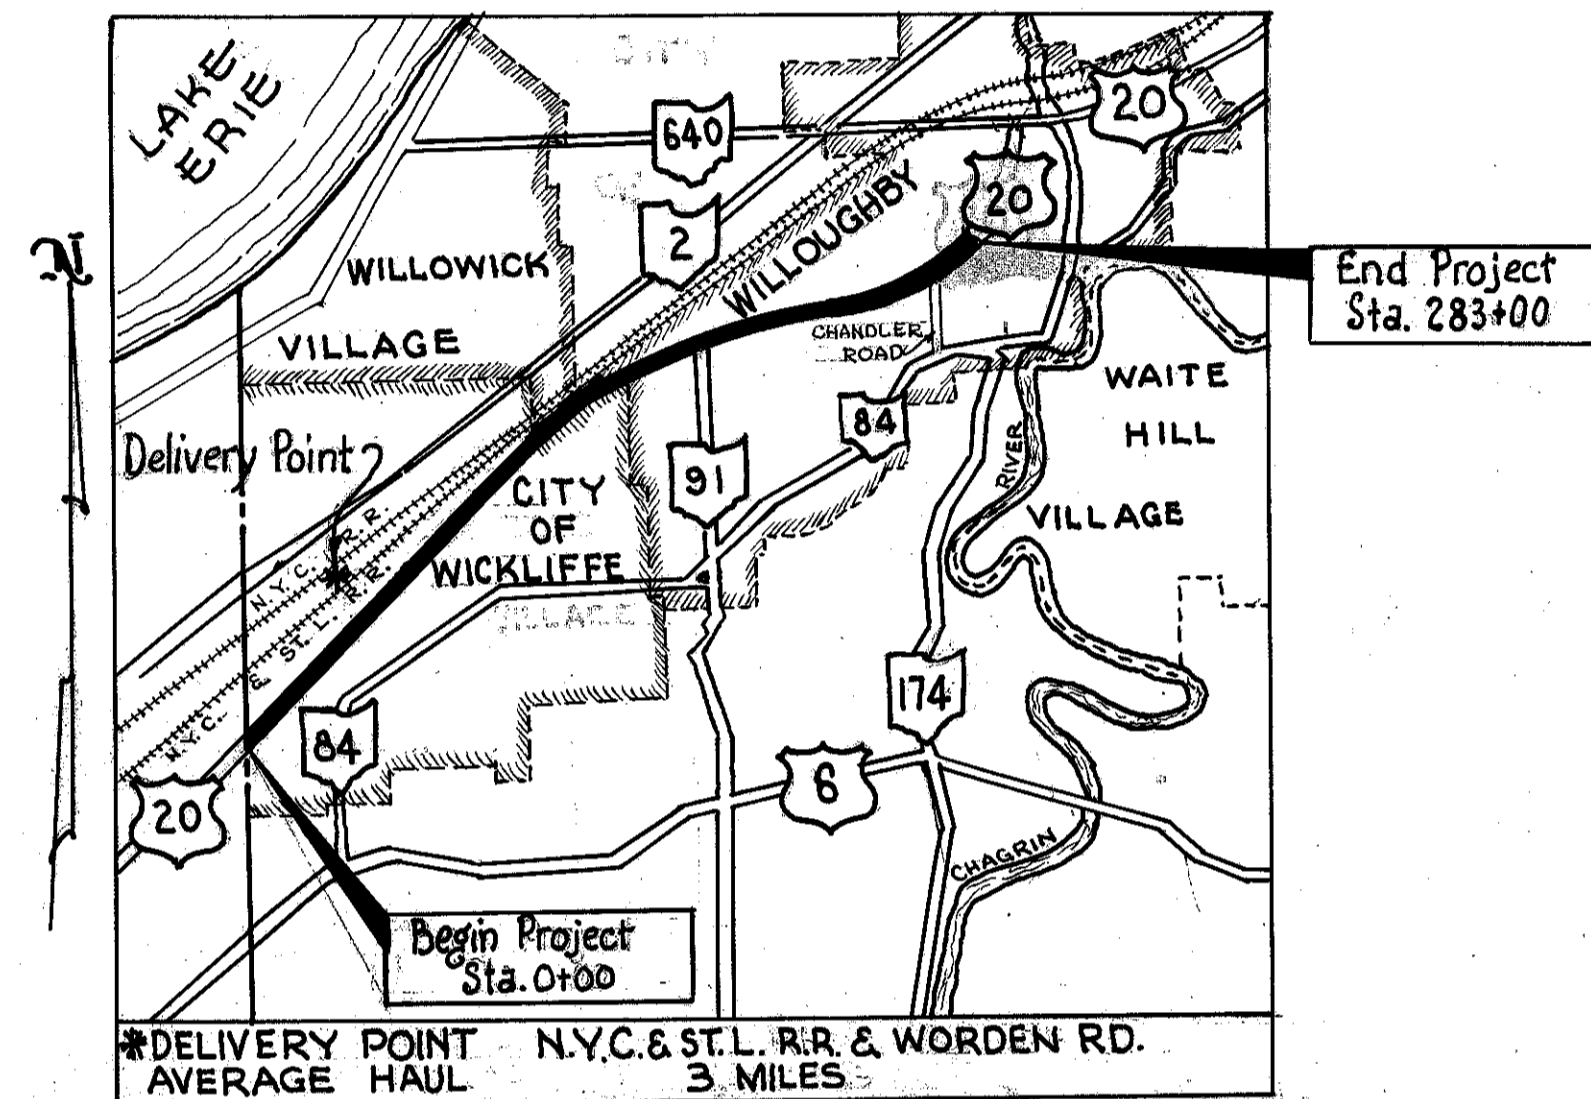 LAKE
ERIE
640
20
20
2
N
WILLOWICK
VILLAGE
WILLOUGHBY
End Project
Sta. 283+00
CHANDLER
ROAD
WAITE
HILL
VILLAGE
84
RIVER
Delivery Point
91
CITY
OF
WICKLIFFE
VILLAGE
N.Y.C. R.R.
N.Y.C. & ST. L. R.R.
174
84
20
6
CHAGRIN
Begin Project
Sta. 0+00
*DELIVERY POINT N.Y.C. & ST. L. R.R. & WORDEN RD.
AVERAGE HAUL 3 MILES